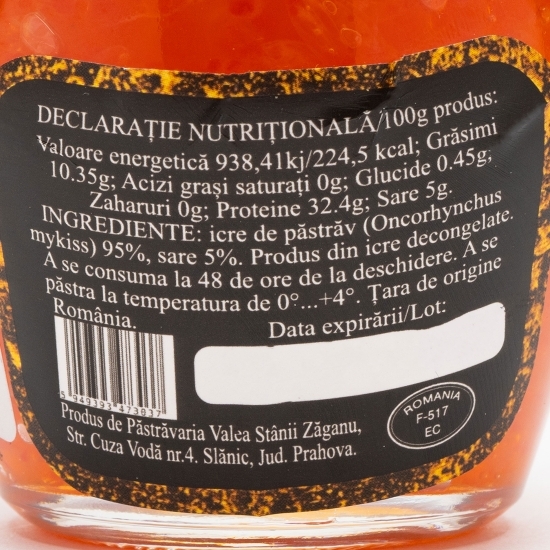 DECLARAȚIE NUTRIȚIONALĂ/100g produs:
Valoare energetică 938,41kj/224,5 kcal; Grăsimi
10.35g; Acizi grași saturați 0g; Glucide 0.45g;
Zaharuri 0g; Proteine 32.4g; Sare 5g.
INGREDIENTE: icre de păstrăv (Oncorhynchus
mykiss) 95%, sare 5%. Produs din icre decongelate.
A se consuma la 48 de ore de la deschidere. A se
păstra la temperatura de 0°...+4°. Țara de origine
România.
Data expirării/Lot:
5 949393 473837
ROMANIA
F-517
EC
Produs de Păstrăvaria Valea Stânii Zăganu,
Str. Cuza Vodă nr.4. Slănic, Jud. Prahova.